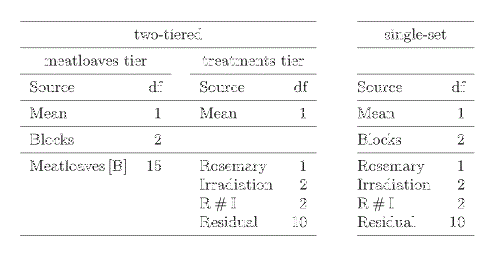 two-tiered single-set
meatloaves tier treatments tier
Source df Source df Source df
Mean 1 Mean 1 Mean 1
Blocks 2 Blocks 2
Meatloaves [B] 15 Rosemary 1 Rosemary 1
Irradiation 2 Irradiation 2
R # I 2 R # I 2
Residual 10 Residual 10